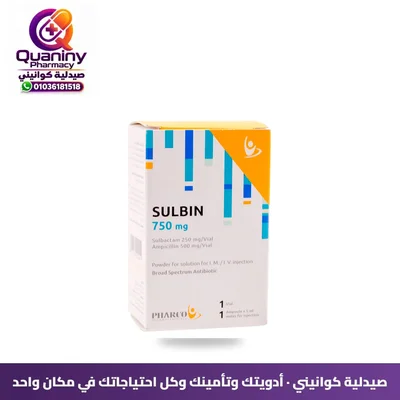 Quaniny
Pharmacy
صيدلية كوانيني
01036181518
SULBIN
750 mg
Sulbactam 250 mg/Vial
Ampicillin 500 mg/Vial
Powder for solution for I.M./I.V. Injection
Broad Spectrum Antibiotic
PHARCO
1 Vial
1
صيدلية كوانيني - أدويتك وتأمينك وكل احتياجاتك في مكان واحد